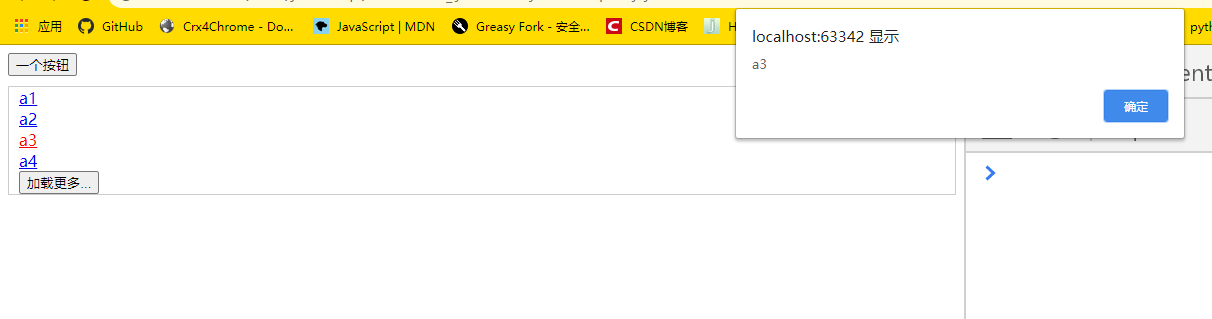 应用 GitHub Crx4Chrome - Do... JavaScript | MDN Greasy Fork - 安全... CSDN博客 pyth
localhost:63342 显示
a3
确定
一个按钮
a1
a2
a3
a4
加载更多...